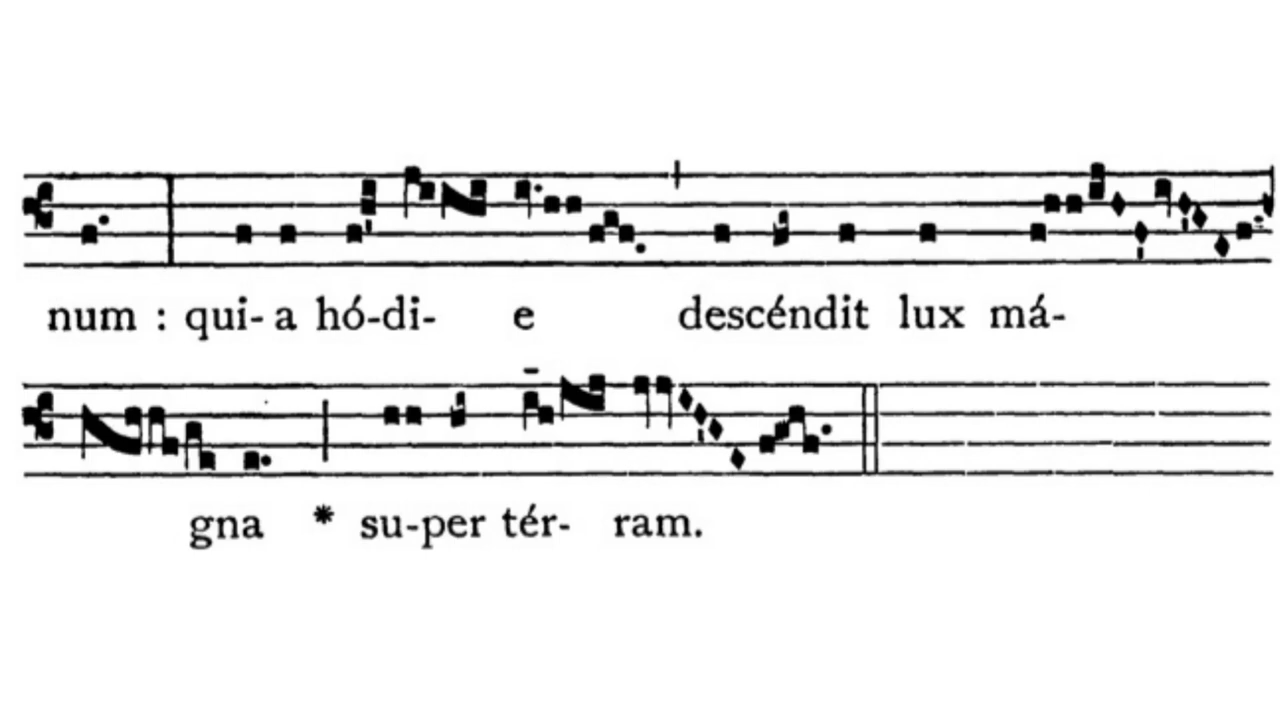 num : qui- a hó-di- e descéndit lux má-
gna * su-per tér- ram.